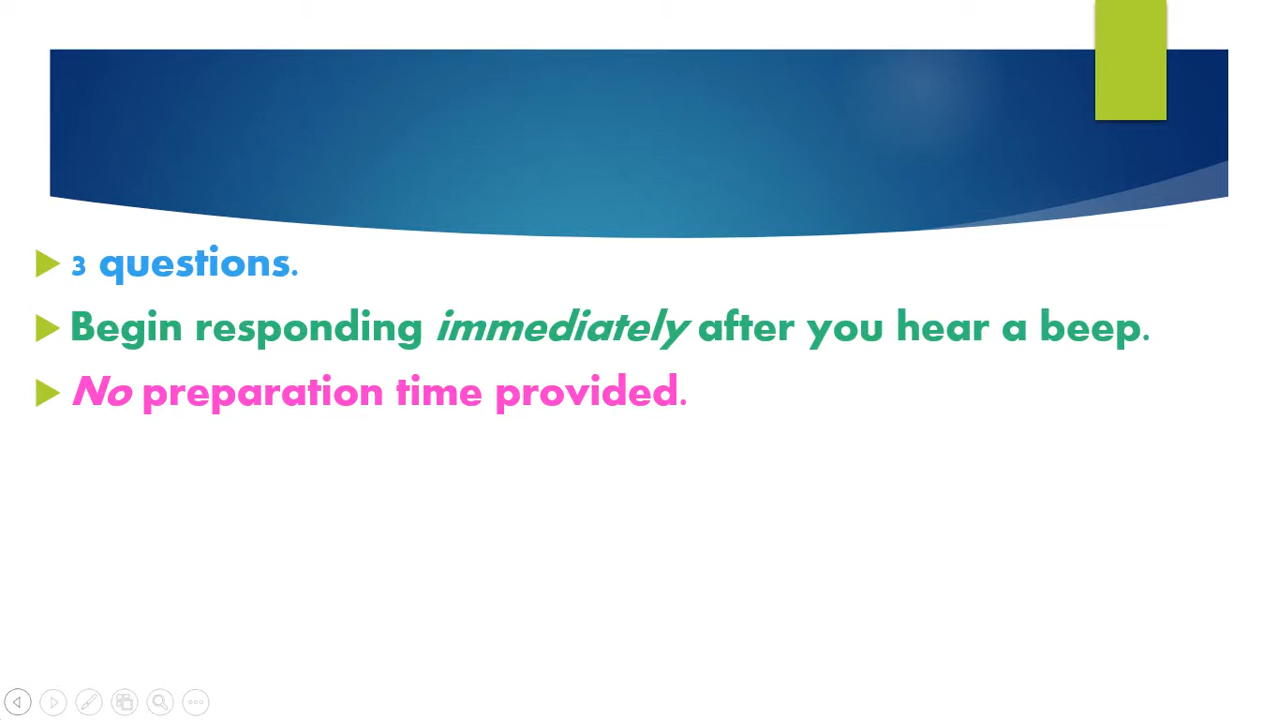 3 questions.
Begin responding immediately after you hear a beep.
No preparation time provided.